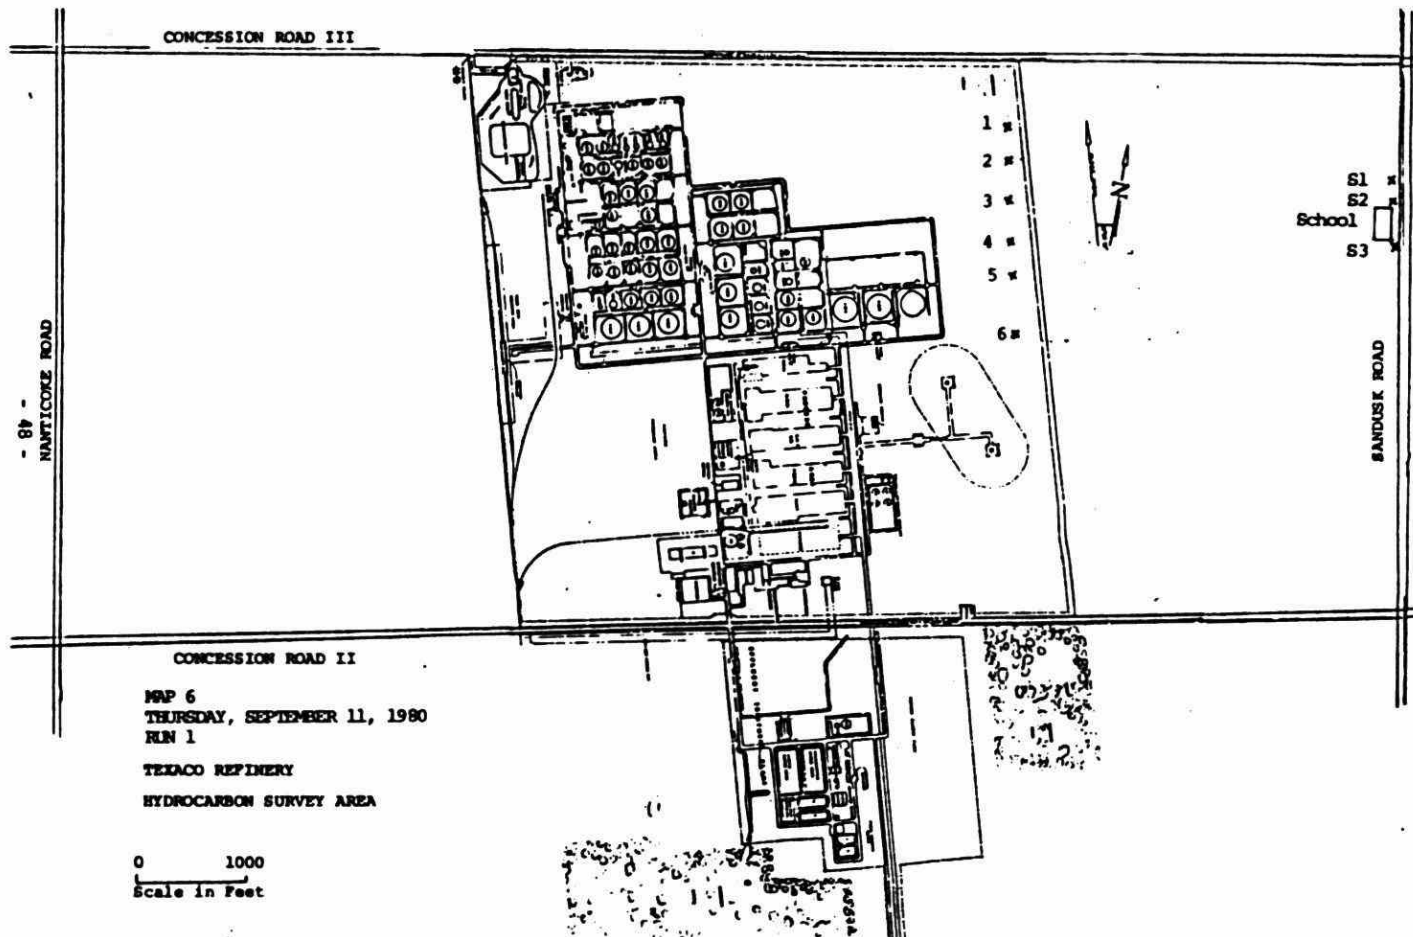 CONCESSION ROAD III
1
2
3
4
5
6
N
S1
S2
School
S3
NANTICOKE ROAD
SANDUSK ROAD
- 48 -
CONCESSION ROAD II
MAP 6
THURSDAY, SEPTEMBER 11, 1980
RUN 1
TEXACO REFINERY
HYDROCARBON SURVEY AREA
0 1000
Scale in Feet